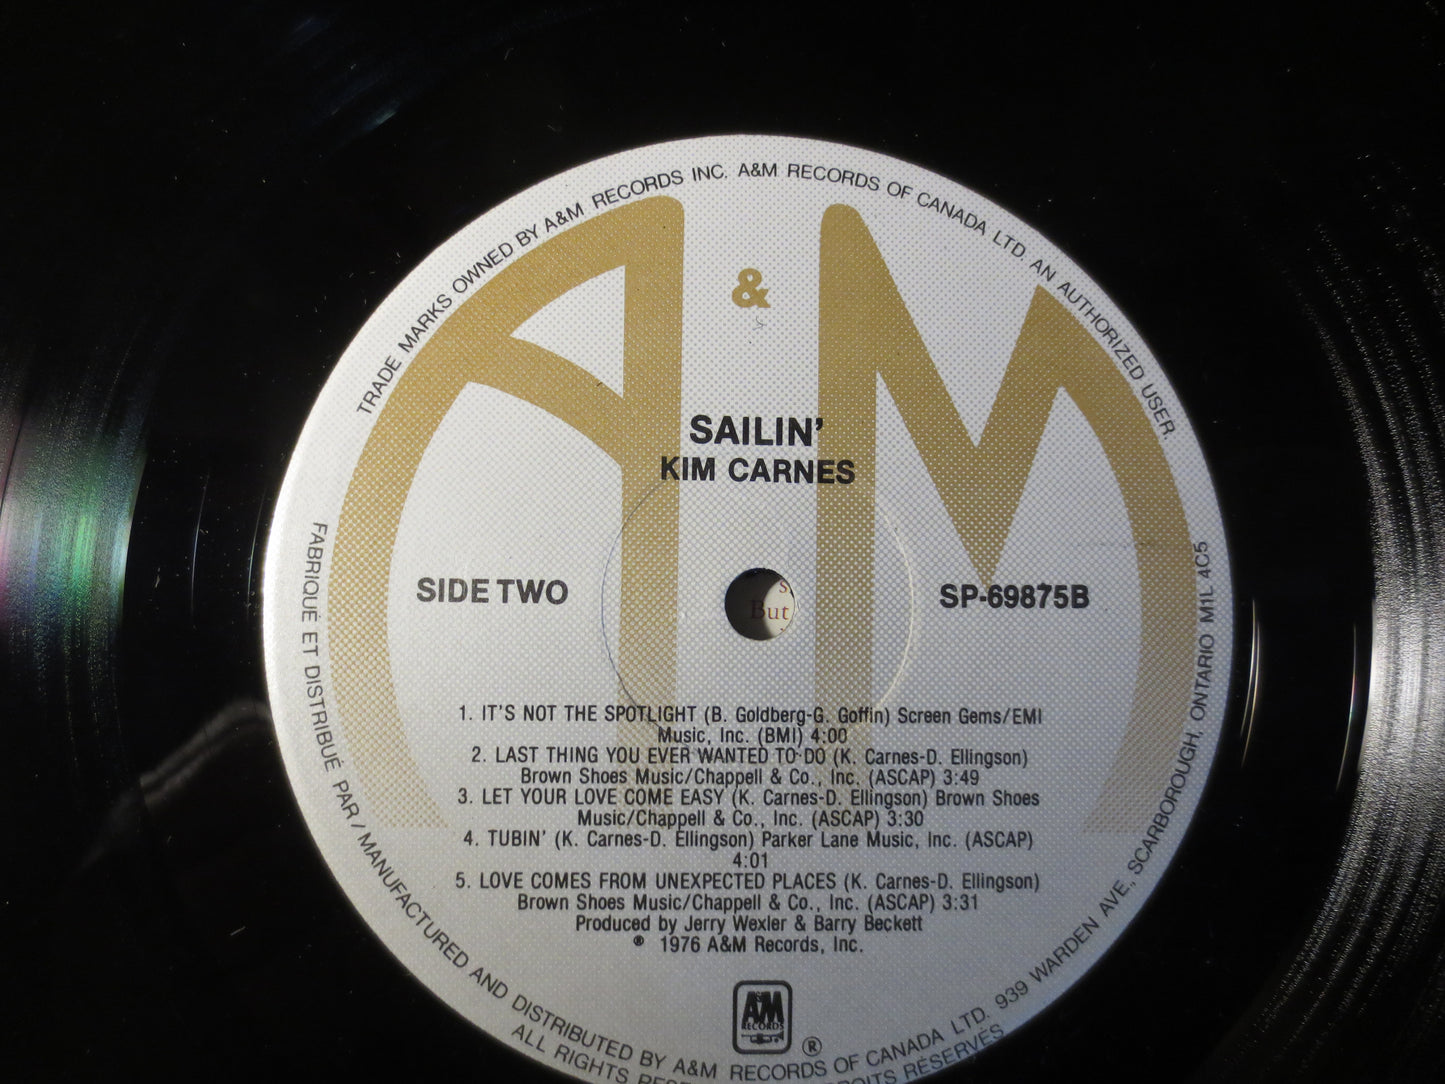 TRADE MARKS OWNED BY A&M RECORDS INC. A&M RECORDS OF CANADA LTD. AN AUTHORIZED USER.
A & M
SAILIN'
KIM CARNES
SIDE TWO
SP-69875B
S.
But
1. IT'S NOT THE SPOTLIGHT (B. Goldberg-G. Goffin) Screen Gems/EMI
Music, Inc. (BMI) 4:00
2. LAST THING YOU EVER WANTED TO DO (K. Carnes-D. Ellingson)
Brown Shoes Music/Chappell & Co., Inc. (ASCAP) 3:49
3. LET YOUR LOVE COME EASY (K. Carnes-D. Ellingson) Brown Shoes
Music/Chappell & Co., Inc. (ASCAP) 3:30
4. TUBIN' (K. Carnes-D. Ellingson) Parker Lane Music, Inc. (ASCAP)
4:01
5. LOVE COMES FROM UNEXPECTED PLACES (K. Carnes-D. Ellingson)
Brown Shoes Music/Chappell & Co., Inc. (ASCAP) 3:31
Produced by Jerry Wexler & Barry Beckett
℗ 1976 A&M Records, Inc.
A&M
RECORDS
®
FABRIQUÉ ET DISTRIBUÉ PAR / MANUFACTURED AND DISTRIBUTED BY A&M RECORDS OF CANADA LTD. 939 WARDEN AVE., SCARBOROUGH, ONTARIO M1L 4C5
ALL RIGHTS DROITS RÉSERVÉS